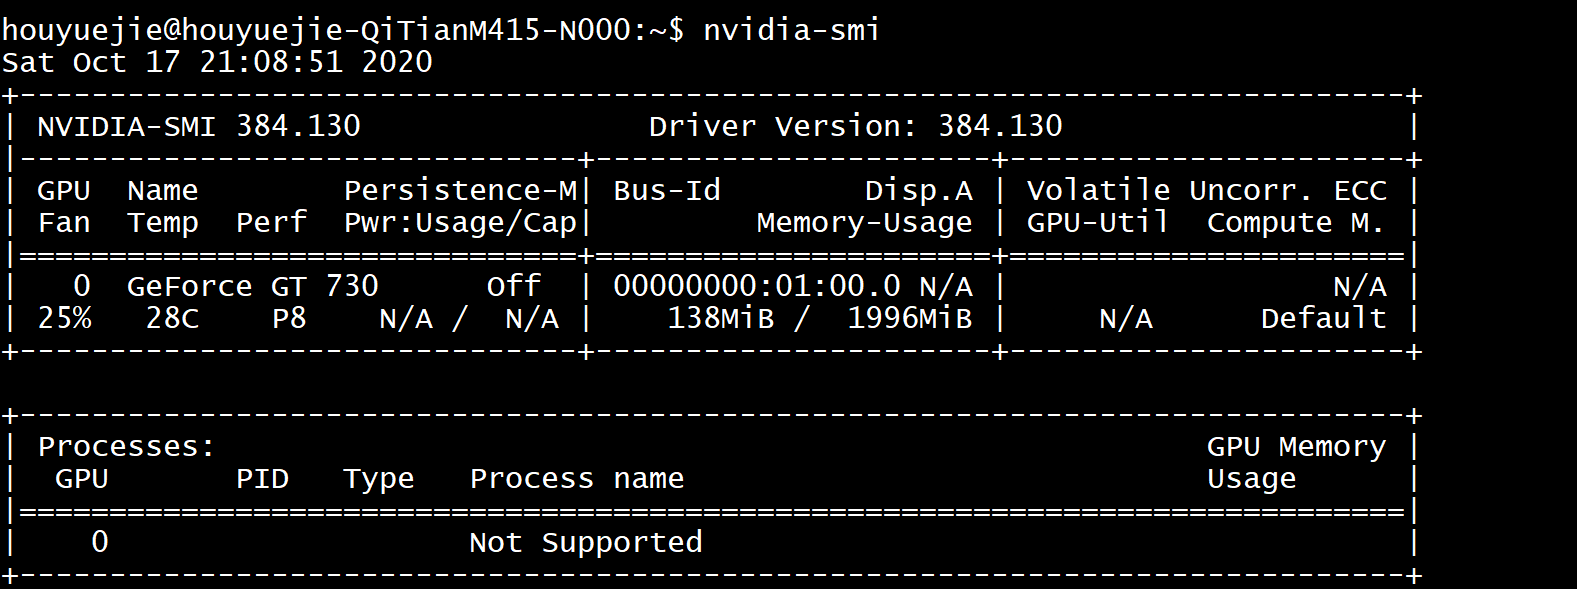 houyuejie@houyuejie-QiTianM415-N000:~$ nvidia-smi
Sat Oct 17 21:08:51 2020
+-----------------------------------------------------------------------------+
| NVIDIA-SMI 384.130                Driver Version: 384.130                   |
|-------------------------------+----------------------+----------------------+
| GPU  Name        Persistence-M| Bus-Id        Disp.A | Volatile Uncorr. ECC |
| Fan  Temp  Perf  Pwr:Usage/Cap|         Memory-Usage | GPU-Util  Compute M. |
|===============================+======================+======================|
|   0  GeForce GT 730      Off  | 00000000:01:00.0 N/A |                  N/A |
| 25%   28C    P8    N/A /  N/A |    138MiB /  1996MiB |     N/A      Default |
+-------------------------------+----------------------+----------------------+

+-----------------------------------------------------------------------------+
| Processes:                                                       GPU Memory |
|  GPU       PID   Type   Process name                             Usage      |
|=============================================================================|
|    0                    Not Supported                                       |
+-----------------------------------------------------------------------------+